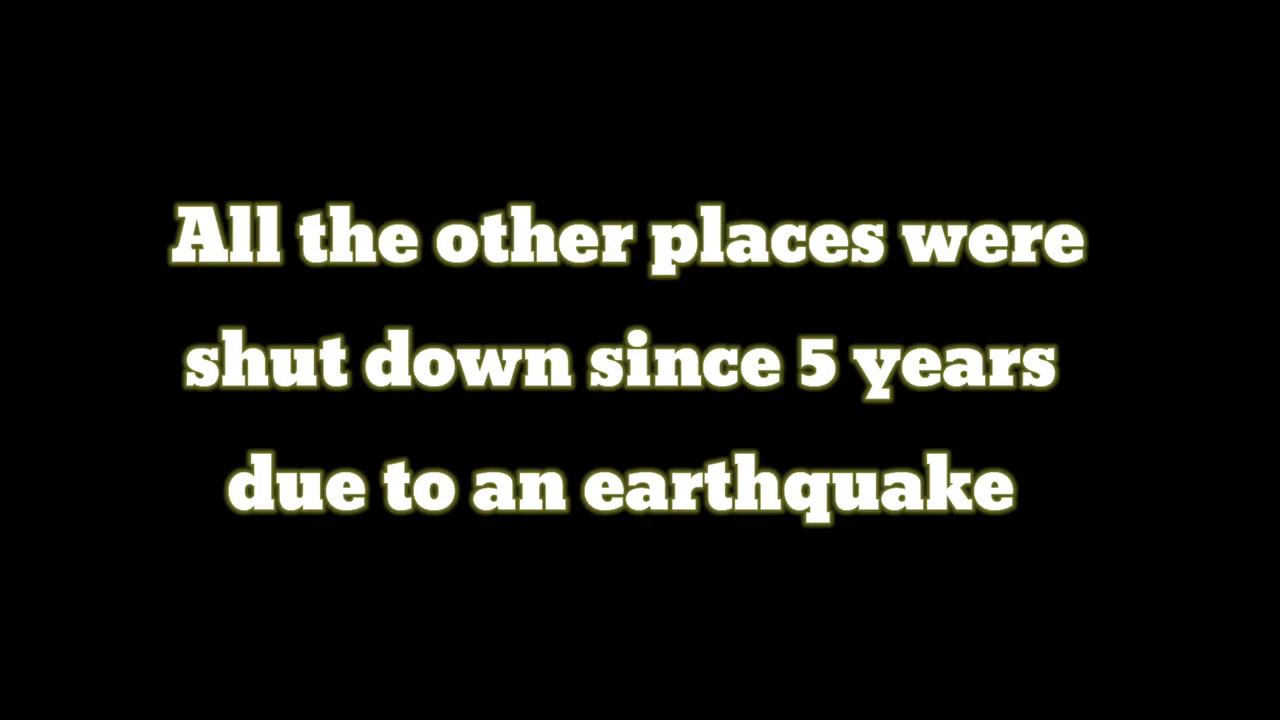 All the other places were
shut down since 5 years
due to an earthquake